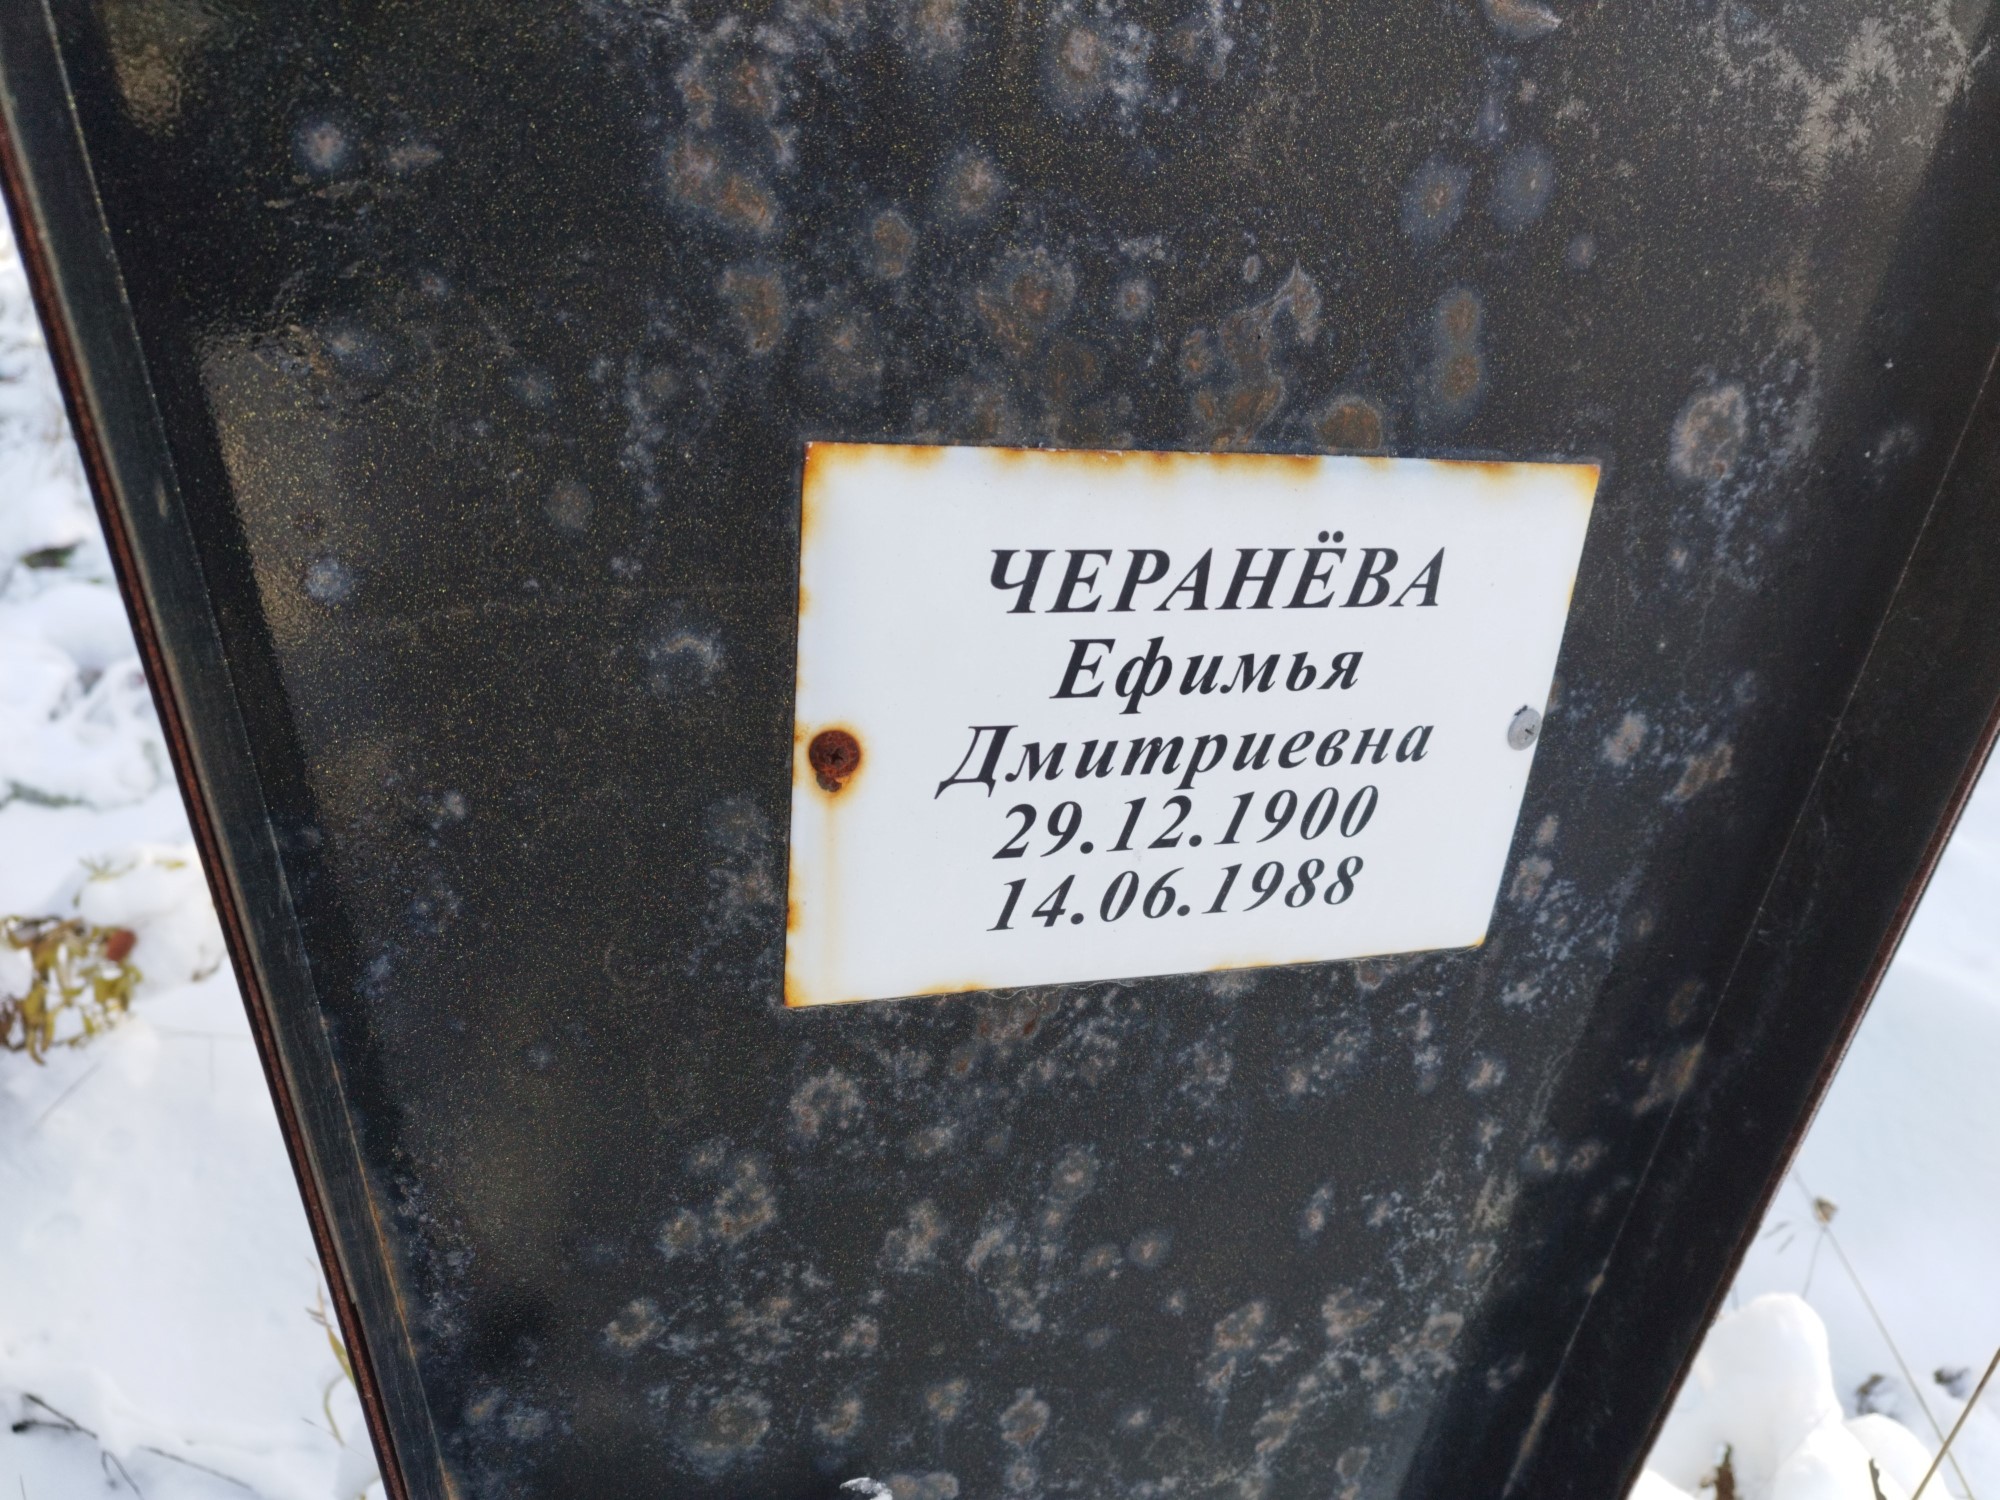 ЧЕРАНЁВА
Ефимья
Дмитриевна
29.12.1900
14.06.1988